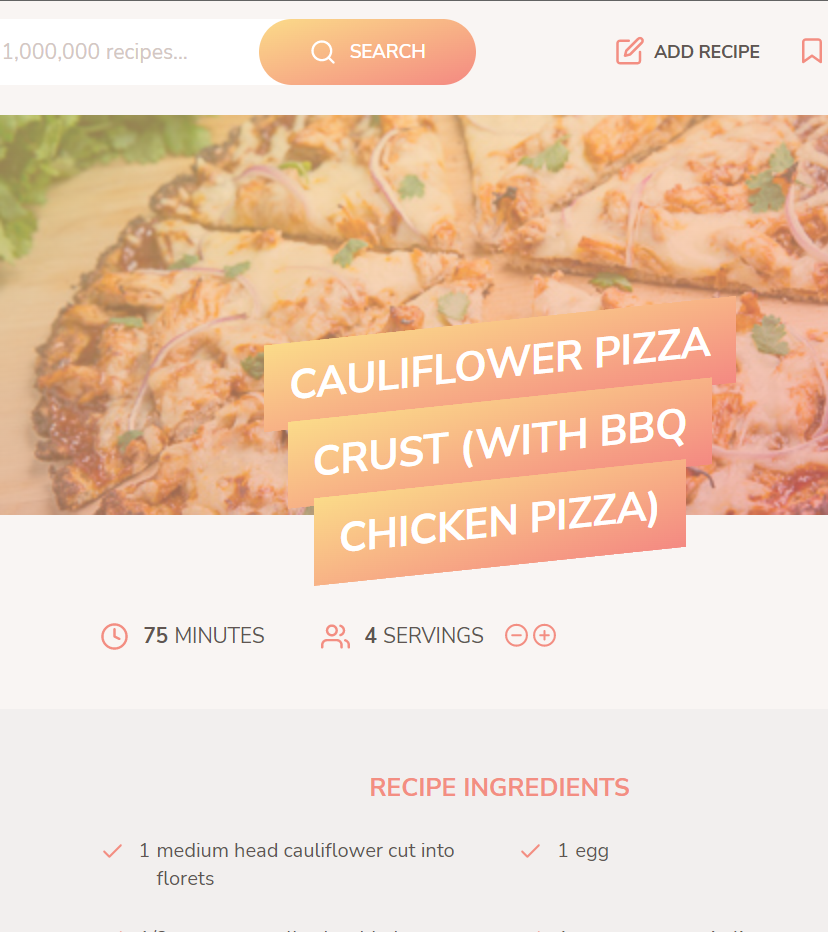 1,000,000 recipes...
SEARCH
ADD RECIPE
CAULIFLOWER PIZZA
CRUST (WITH BBQ
CHICKEN PIZZA)
75 MINUTES
4 SERVINGS
RECIPE INGREDIENTS
1 medium head cauliflower cut into
florets
1 egg